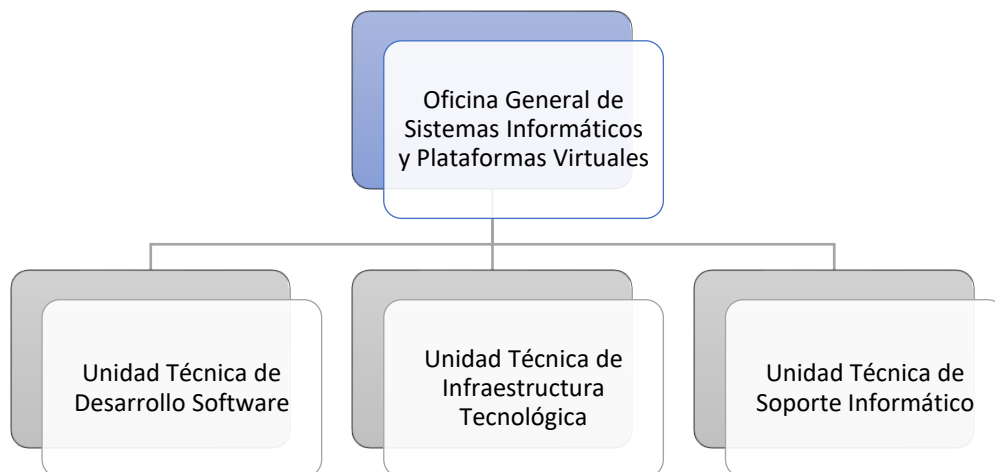 Oficina General de
Sistemas Informáticos
y Plataformas Virtuales
Unidad Técnica de
Desarrollo Software
Unidad Técnica de
Infraestructura
Tecnológica
Unidad Técnica de
Soporte Informático